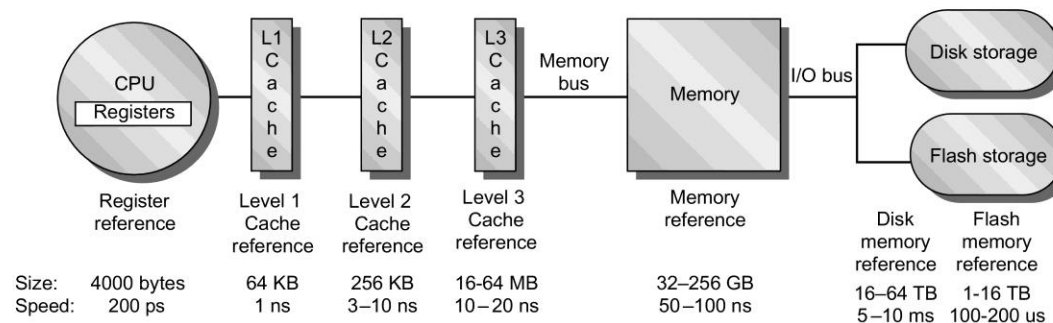 CPU
Registers
L1
C
a
c
h
e
L2
C
a
c
h
e
L3
C
a
c
h
e
Memory
bus
Memory
I/O bus
Disk storage
Flash storage
Register
reference
Level 1
Cache
reference
Level 2
Cache
reference
Level 3
Cache
reference
Memory
reference
Disk
memory
reference
Flash
memory
reference
Size: 4000 bytes 64 KB 256 KB 16-64 MB 32–256 GB 16–64 TB 1-16 TB
Speed: 200 ps 1 ns 3–10 ns 10–20 ns 50–100 ns 5–10 ms 100-200 us